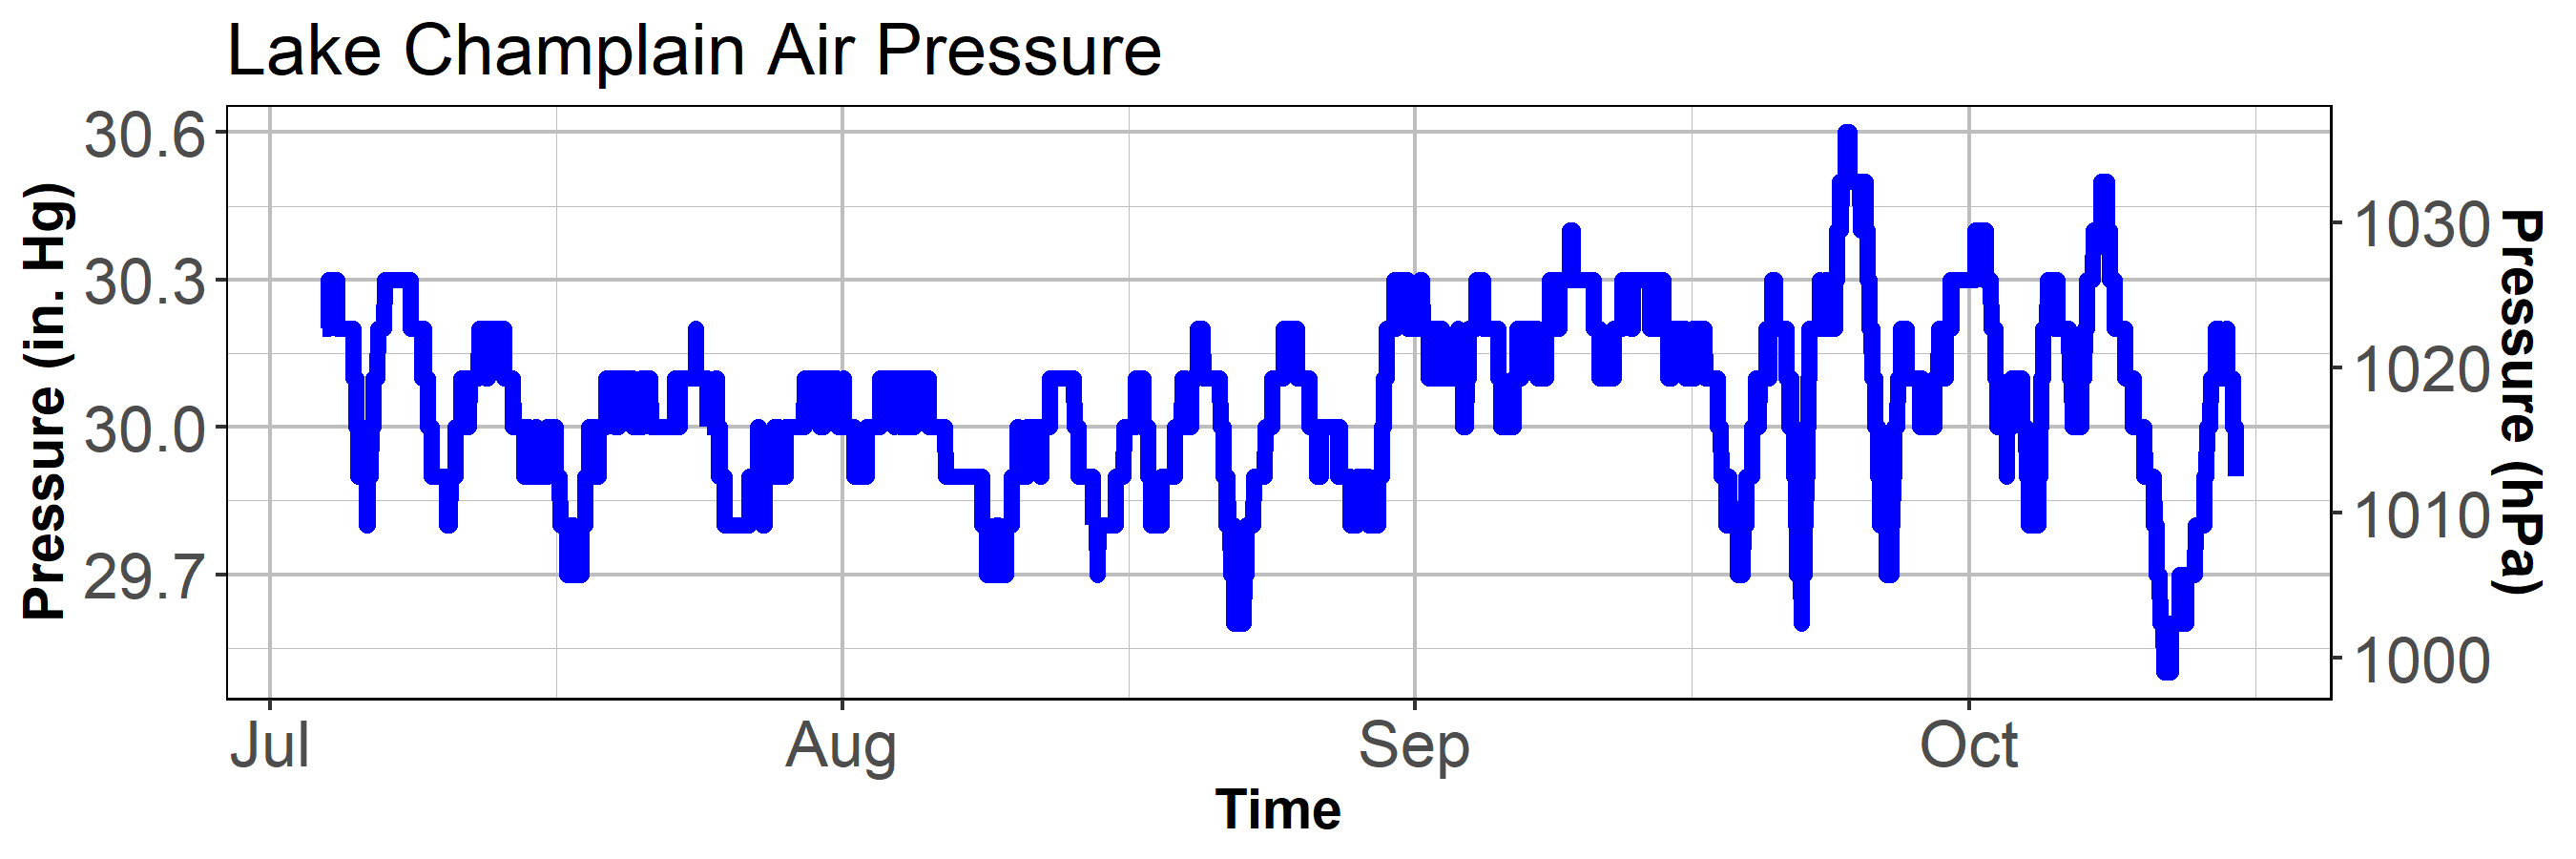 Lake Champlain Air Pressure
Pressure (in. Hg)
30.6
30.3
30.0
29.7
1030
1020
1010
1000
Pressure (hPa)
Jul Aug Sep Oct
Time